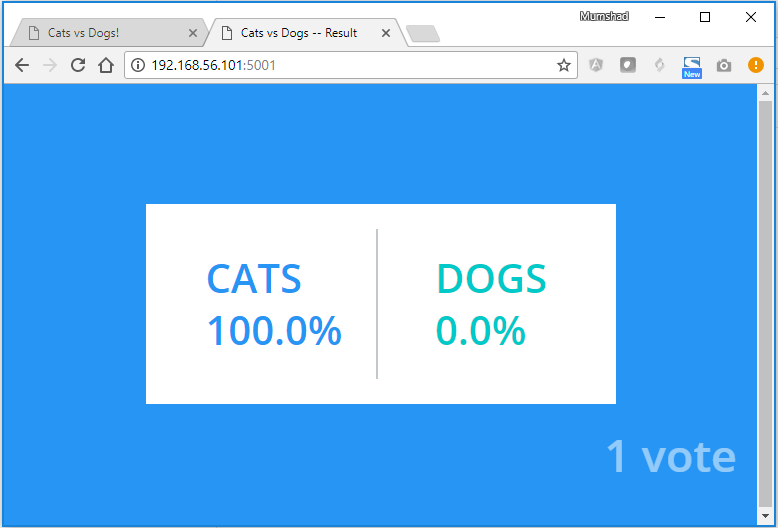 Mumshad
Cats vs Dogs!
Cats vs Dogs -- Result
192.168.56.101:5001
New
CATS
100.0%
DOGS
0.0%
1 vote